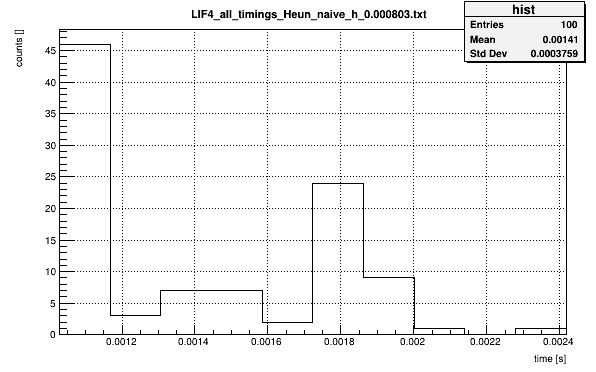 LIF4_all_timings_Heun_naive_h_0.000803.txt
hist
Entries 100
Mean 0.00141
Std Dev 0.0003759
counts []
45
40
35
30
25
20
15
10
5
0
0.0012 0.0014 0.0016 0.0018 0.002 0.0022 0.0024
time [s]